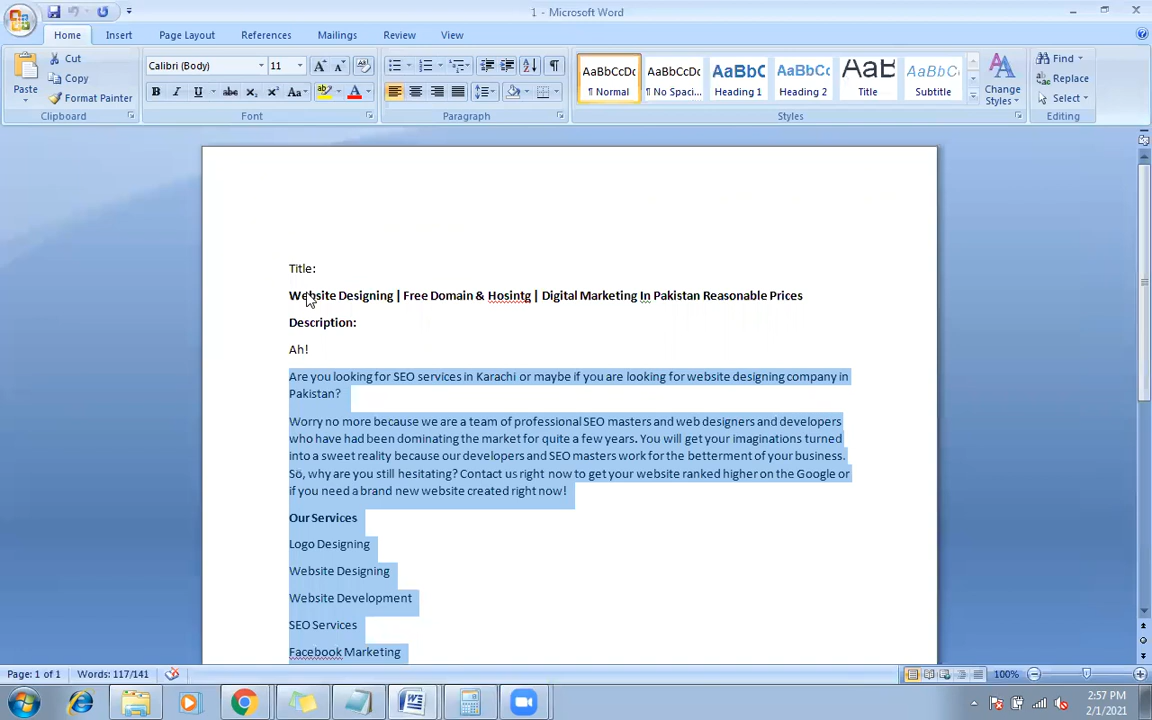 1 - Microsoft Word
Home Insert Page Layout References Mailings Review View
Paste
Cut
Copy
Format Painter
Clipboard
Calibri (Body) 11
Font
Paragraph
AaBbCcDc AaBbCcDc AaBbC AaBbCc AaBb AaBbCc.
¶ Normal ¶ No Spaci... Heading 1 Heading 2 Title Subtitle
Change Styles
Styles
Find
Replace
Select
Editing
Title:
Website Designing | Free Domain & Hosintg | Digital Marketing In Pakistan Reasonable Prices
Description:
Ah!
Are you looking for SEO services in Karachi or maybe if you are looking for website designing company in
Pakistan?
Worry no more because we are a team of professional SEO masters and web designers and developers
who have had been dominating the market for quite a few years. You will get your imaginations turned
into a sweet reality because our developers and SEO masters work for the betterment of your business.
Sö, why are you still hesitating? Contact us right now to get your website ranked higher on the Google or
if you need a brand new website created right now!
Our Services
Logo Designing
Website Designing
Website Development
SEO Services
Facebook Marketing
Page: 1 of 1 Words: 117/141
100%
2:57 PM
2/1/2021